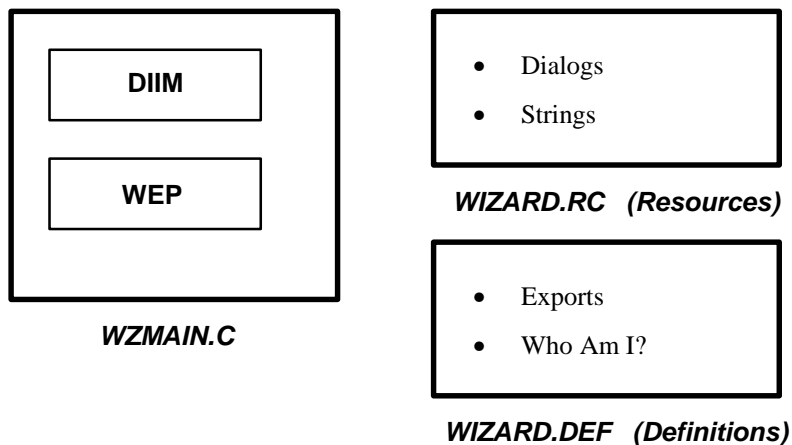 DIIM
WEP
WZMAIN.C
• Dialogs
• Strings
WIZARD.RC (Resources)
• Exports
• Who Am I?
WIZARD.DEF (Definitions)